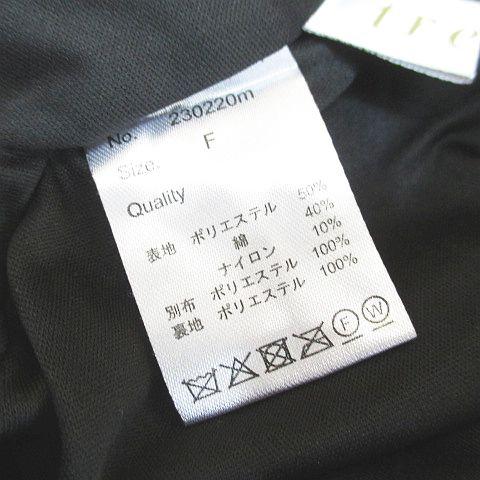 tre
No. 230220m
Size. F
Quality
表地 ポリエステル 50%
綿 40%
ナイロン 10%
別布 ポリエステル 100%
裏地 ポリエステル 100%
F W